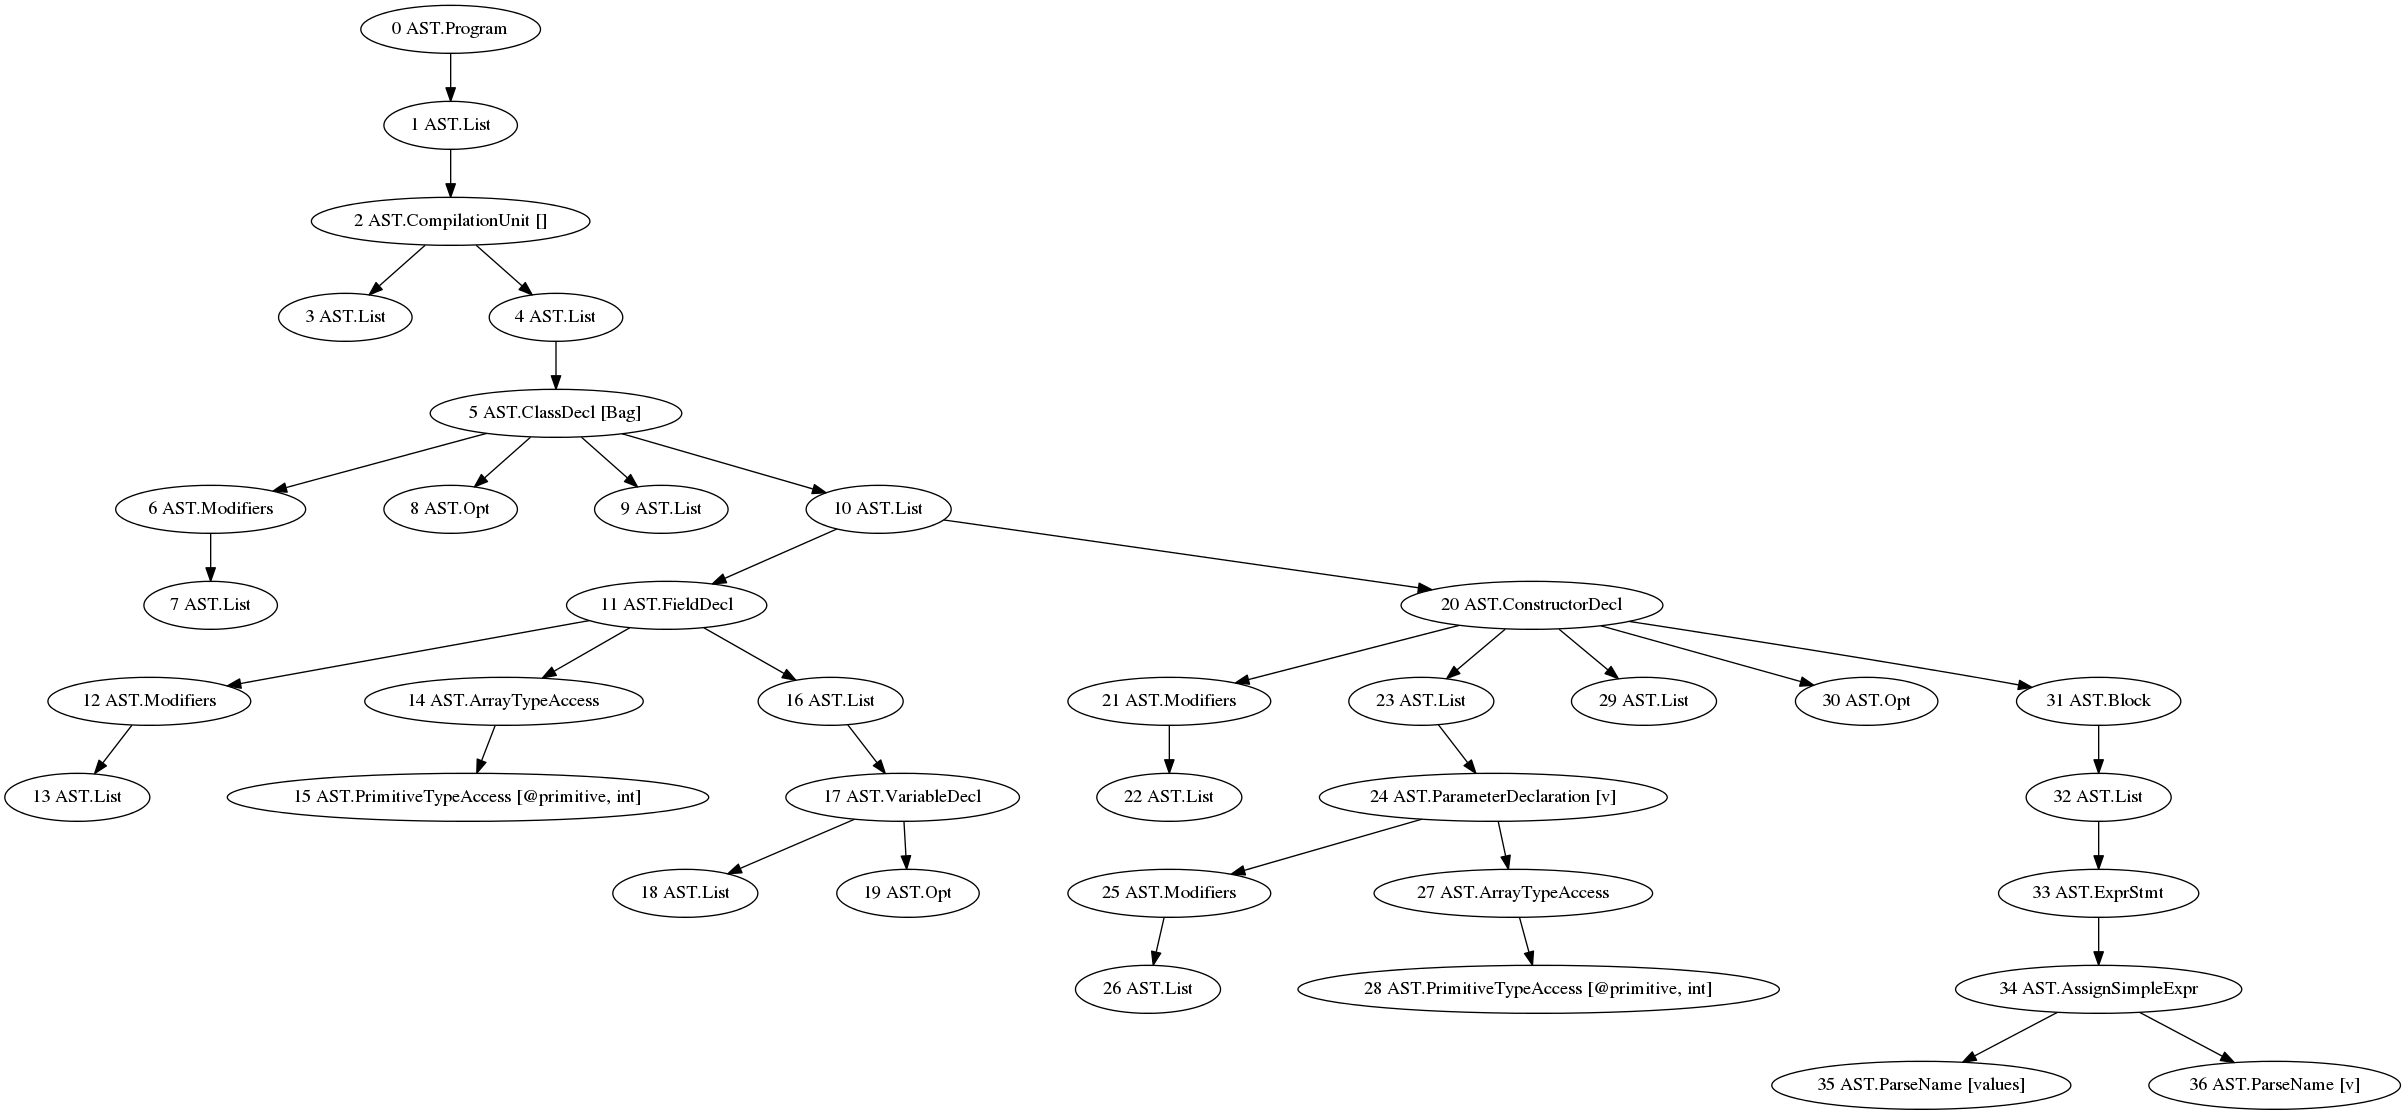 0 AST.Program
1 AST.List
2 AST.CompilationUnit []
3 AST.List
4 AST.List
5 AST.ClassDecl [Bag]
6 AST.Modifiers
8 AST.Opt
9 AST.List
10 AST.List
7 AST.List
11 AST.FieldDecl
20 AST.ConstructorDecl
12 AST.Modifiers
14 AST.ArrayTypeAccess
16 AST.List
21 AST.Modifiers
23 AST.List
29 AST.List
30 AST.Opt
31 AST.Block
13 AST.List
15 AST.PrimitiveTypeAccess [@primitive, int]
17 AST.VariableDecl
22 AST.List
24 AST.ParameterDeclaration [v]
32 AST.List
18 AST.List
19 AST.Opt
25 AST.Modifiers
27 AST.ArrayTypeAccess
33 AST.ExprStmt
26 AST.List
28 AST.PrimitiveTypeAccess [@primitive, int]
34 AST.AssignSimpleExpr
35 AST.ParseName [values]
36 AST.ParseName [v]